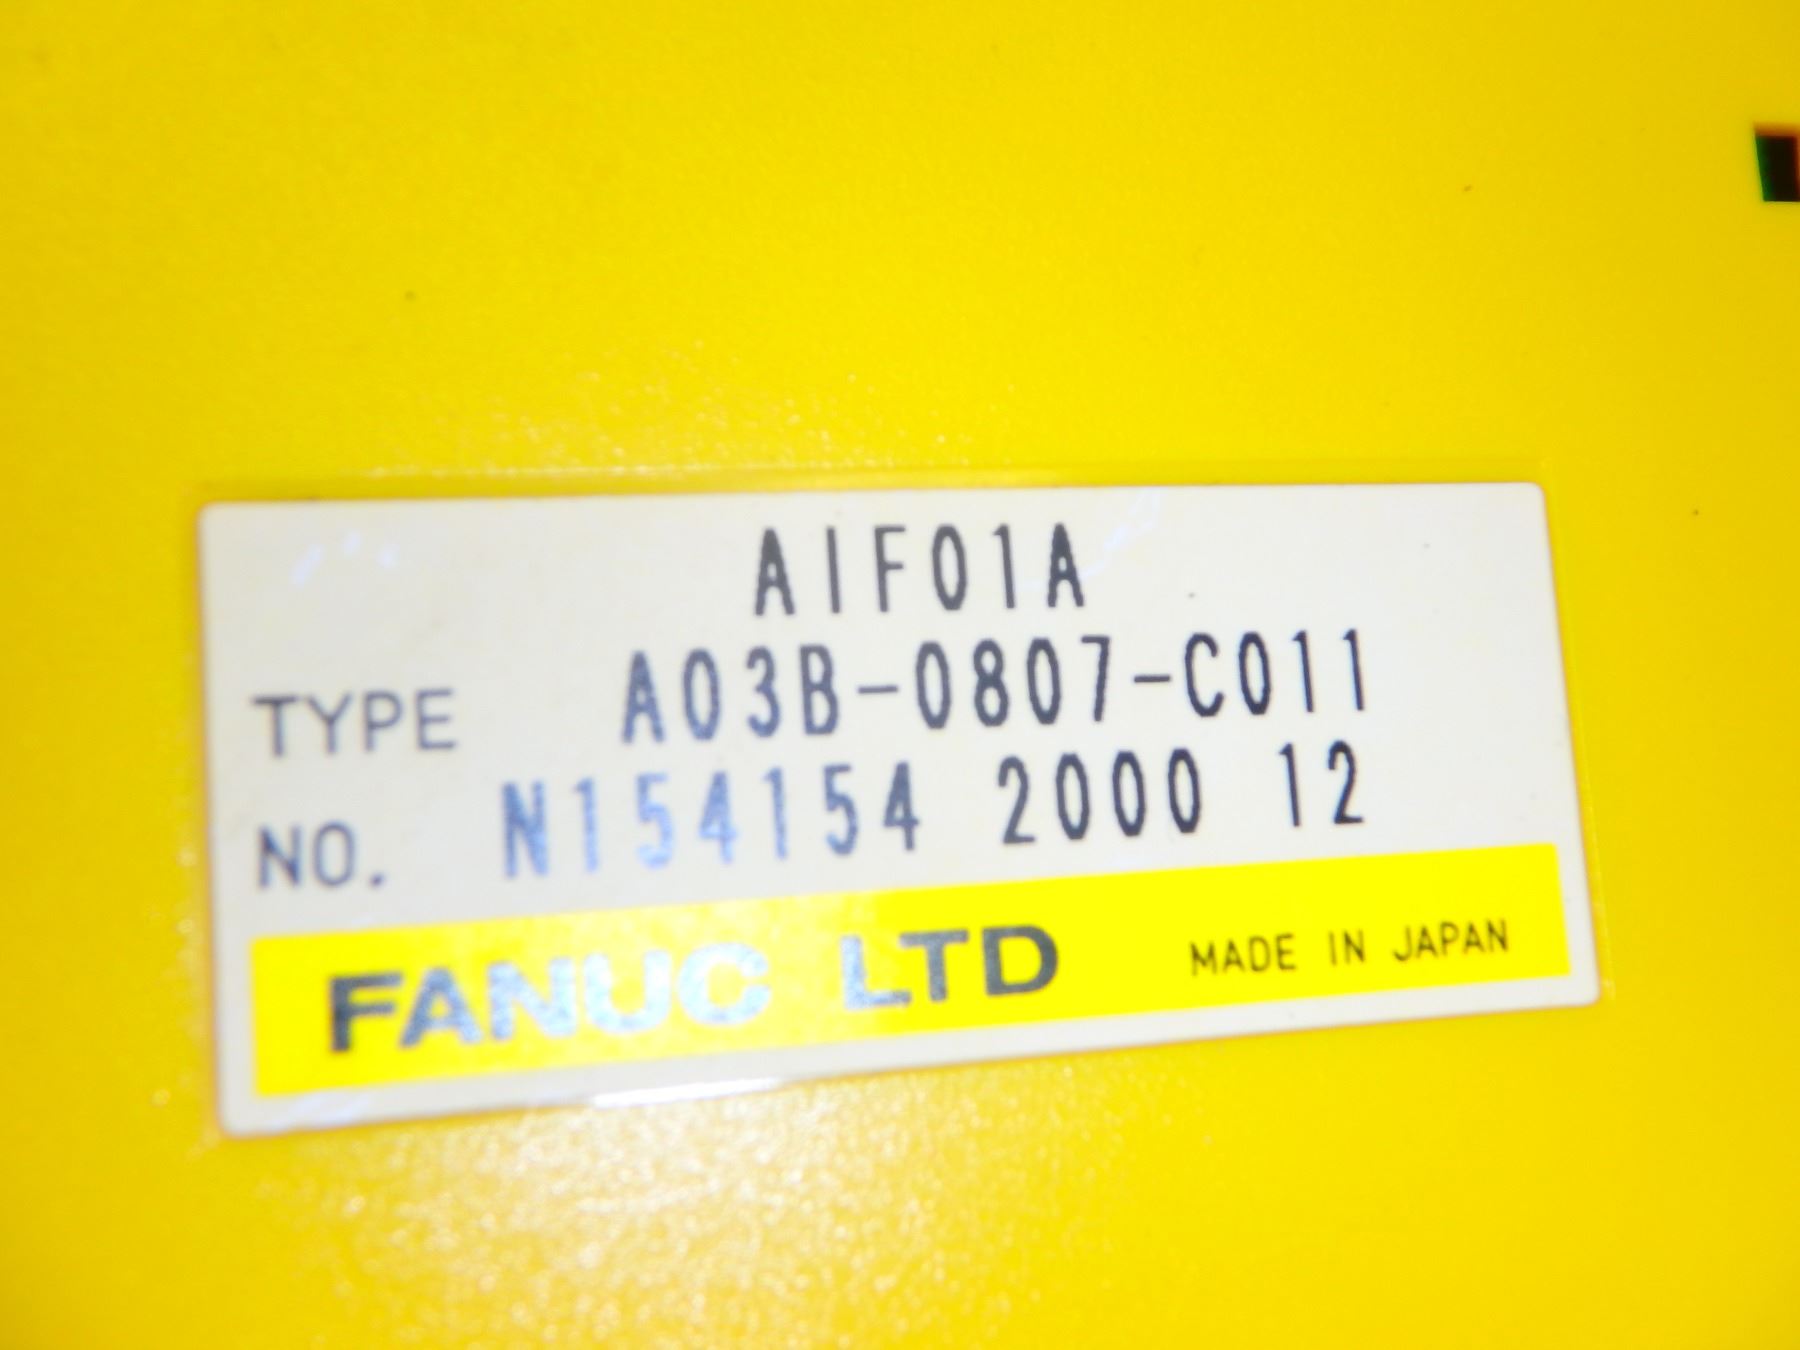 AIF01A
TYPE A03B-0807-C011
NO. N154154 2000 12
FANUC LTD MADE IN JAPAN